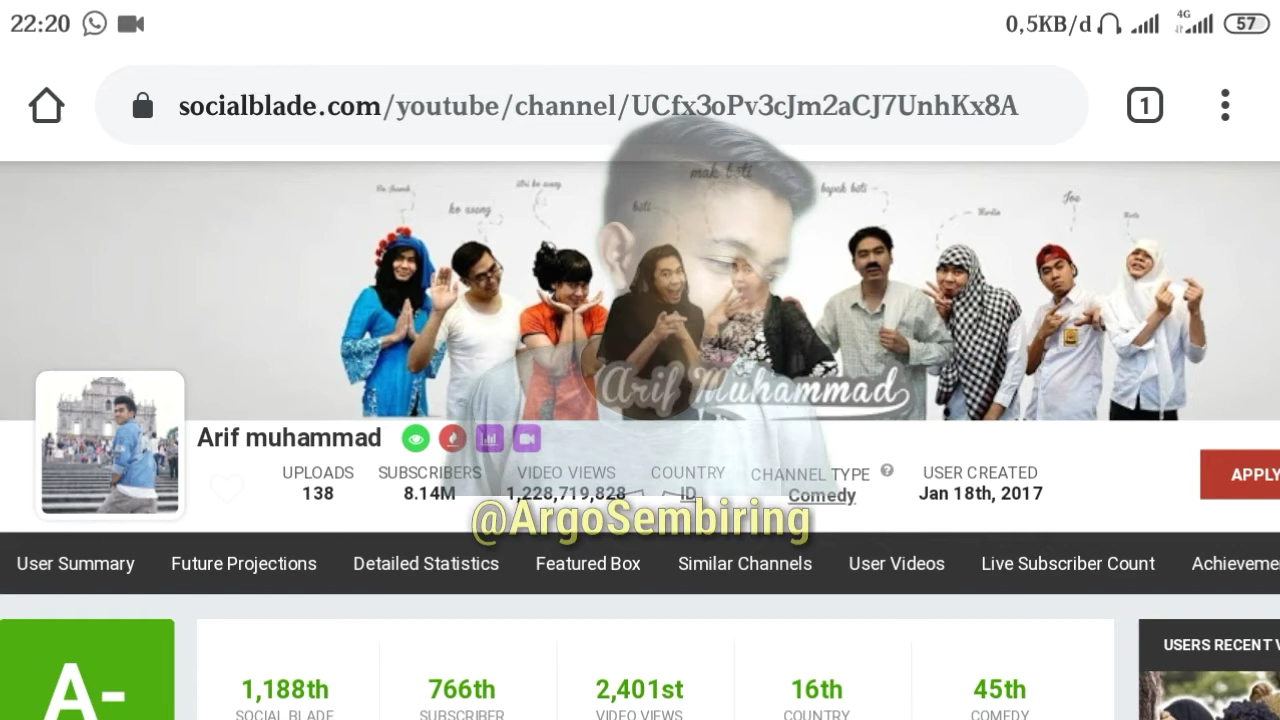 22:20
0,5KB/d
4G
57
socialblade.com/youtube/channel/UCfx3oPv3cJm2aCJ7UnhKx8A
1
mak beti
beti
bapak beti
ko aseng
Arif Muhammad
Arif muhammad
UPLOADS SUBSCRIBERS VIDEO VIEWS COUNTRY CHANNEL TYPE ? USER CREATED
138 8.14M 1,228,719,828 ID Comedy Jan 18th, 2017
APPLY
@ArgoSembiring
User Summary Future Projections Detailed Statistics Featured Box Similar Channels User Videos Live Subscriber Count Achieveme
USERS RECENT V
A-
1,188th 766th 2,401st 16th 45th
SOCIAL BLADE SUBSCRIBER VIDEO VIEWS COUNTRY COMEDY